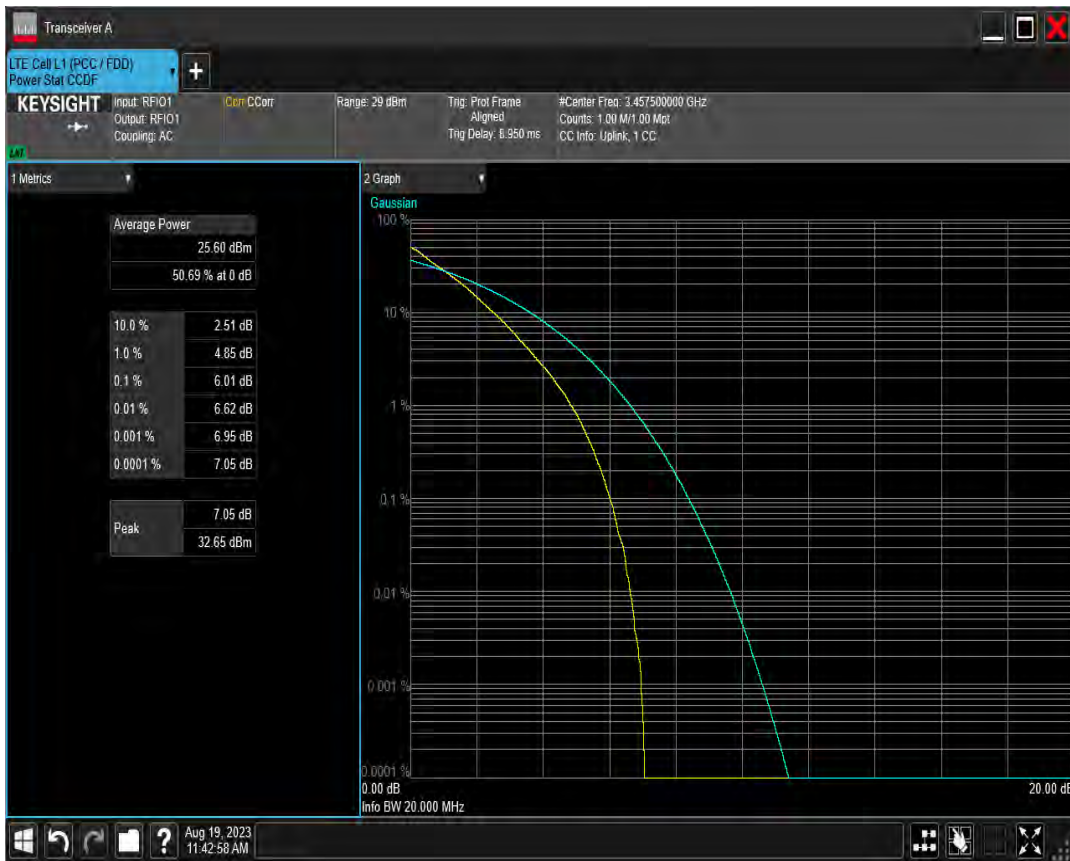 Transceiver A
LTE Cell L1 (PCC / FDD)
Power Stat CCDF
KEYSIGHT
Input: RFIO1
Output: RFIO1
Coupling: AC
Corr CCorr
Range: 29 dBm
Trig: Prot Frame
Aligned
Trig Delay: 8.950 ms
#Center Freq: 3.457500000 GHz
Counts: 1.00 M/1.00 Mpt
CC Info: Uplink, 1 CC
LXI
1 Metrics
Average Power
25.60 dBm
50.69 % at 0 dB
10.0 % 2.51 dB
1.0 % 4.85 dB
0.1 % 6.01 dB
0.01 % 6.62 dB
0.001 % 6.95 dB
0.0001 % 7.05 dB
Peak
7.05 dB
32.65 dBm
2 Graph
Gaussian
100 %
10 %
1 %
0.1 %
0.01 %
0.001 %
0.0001 %
0.00 dB 20.00 dB
Info BW 20.000 MHz
Aug 19, 2023
11:42:58 AM